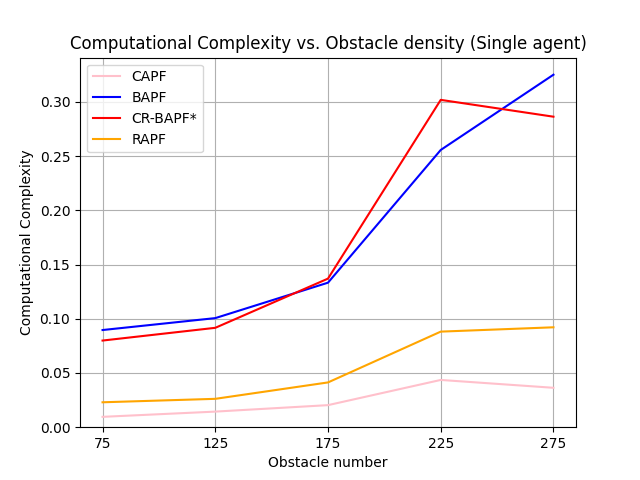 Computational Complexity vs. Obstacle density (Single agent)
CAPF
BAPF
CR-BAPF*
RAPF
0.30
0.25
0.20
0.15
0.10
0.05
0.00
Computational Complexity
75 125 175 225 275
Obstacle number